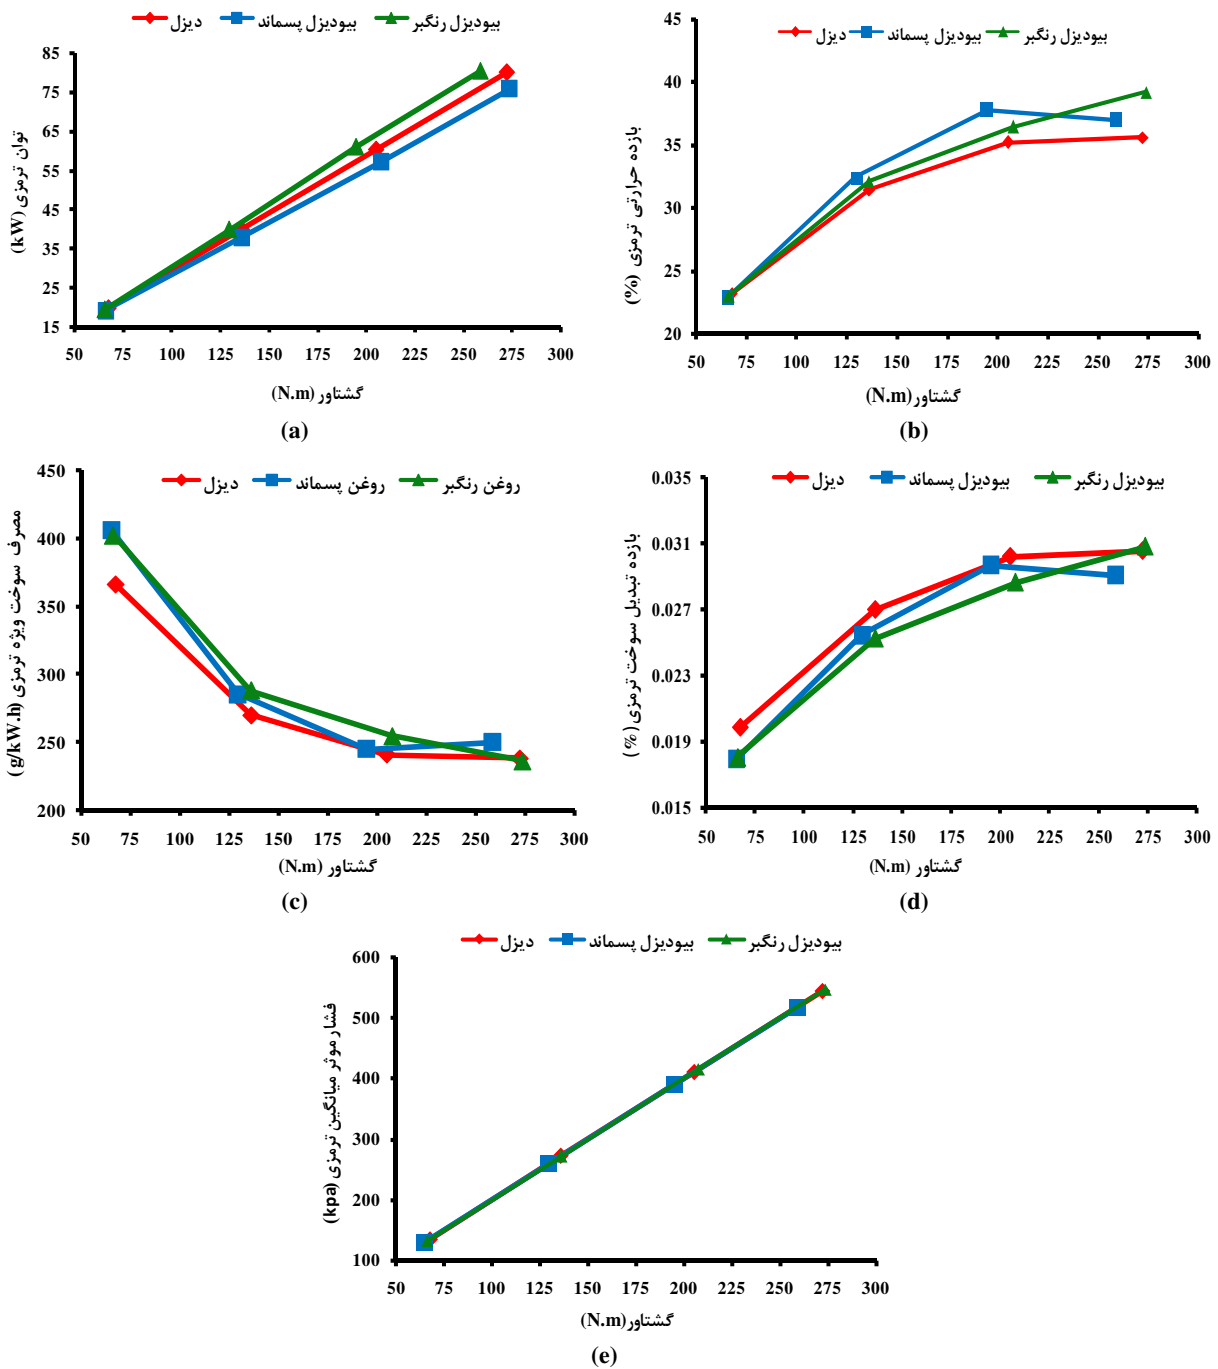 دیزل بیودیزل پسماند بیودیزل رنگبر
توان ترمزی (kW)
85
75
65
55
45
35
25
15
50 75 100 125 150 175 200 225 250 275 300
گشتاور (N.m)
(a)
دیزل بیودیزل پسماند بیودیزل رنگبر
بازده حرارتی ترمزی (%)
45
40
35
30
25
20
50 75 100 125 150 175 200 225 250 275 300
گشتاور(N.m)
(b)
دیزل روغن پسماند روغن رنگبر
مصرف سوخت ویژه ترمزی (g/kW.h)
450
400
350
300
250
200
50 75 100 125 150 175 200 225 250 275 300
گشتاور (N.m)
(c)
دیزل بیودیزل پسماند بیودیزل رنگبر
بازده تبدیل سوخت ترمزی (%)
0.035
0.031
0.027
0.023
0.019
0.015
50 75 100 125 150 175 200 225 250 275 300
گشتاور (N.m)
(d)
دیزل بیودیزل پسماند بیودیزل رنگبر
فشار موثر میانگین ترمزی (kpa)
600
500
400
300
200
100
50 75 100 125 150 175 200 225 250 275 300
گشتاور(N.m)
(e)